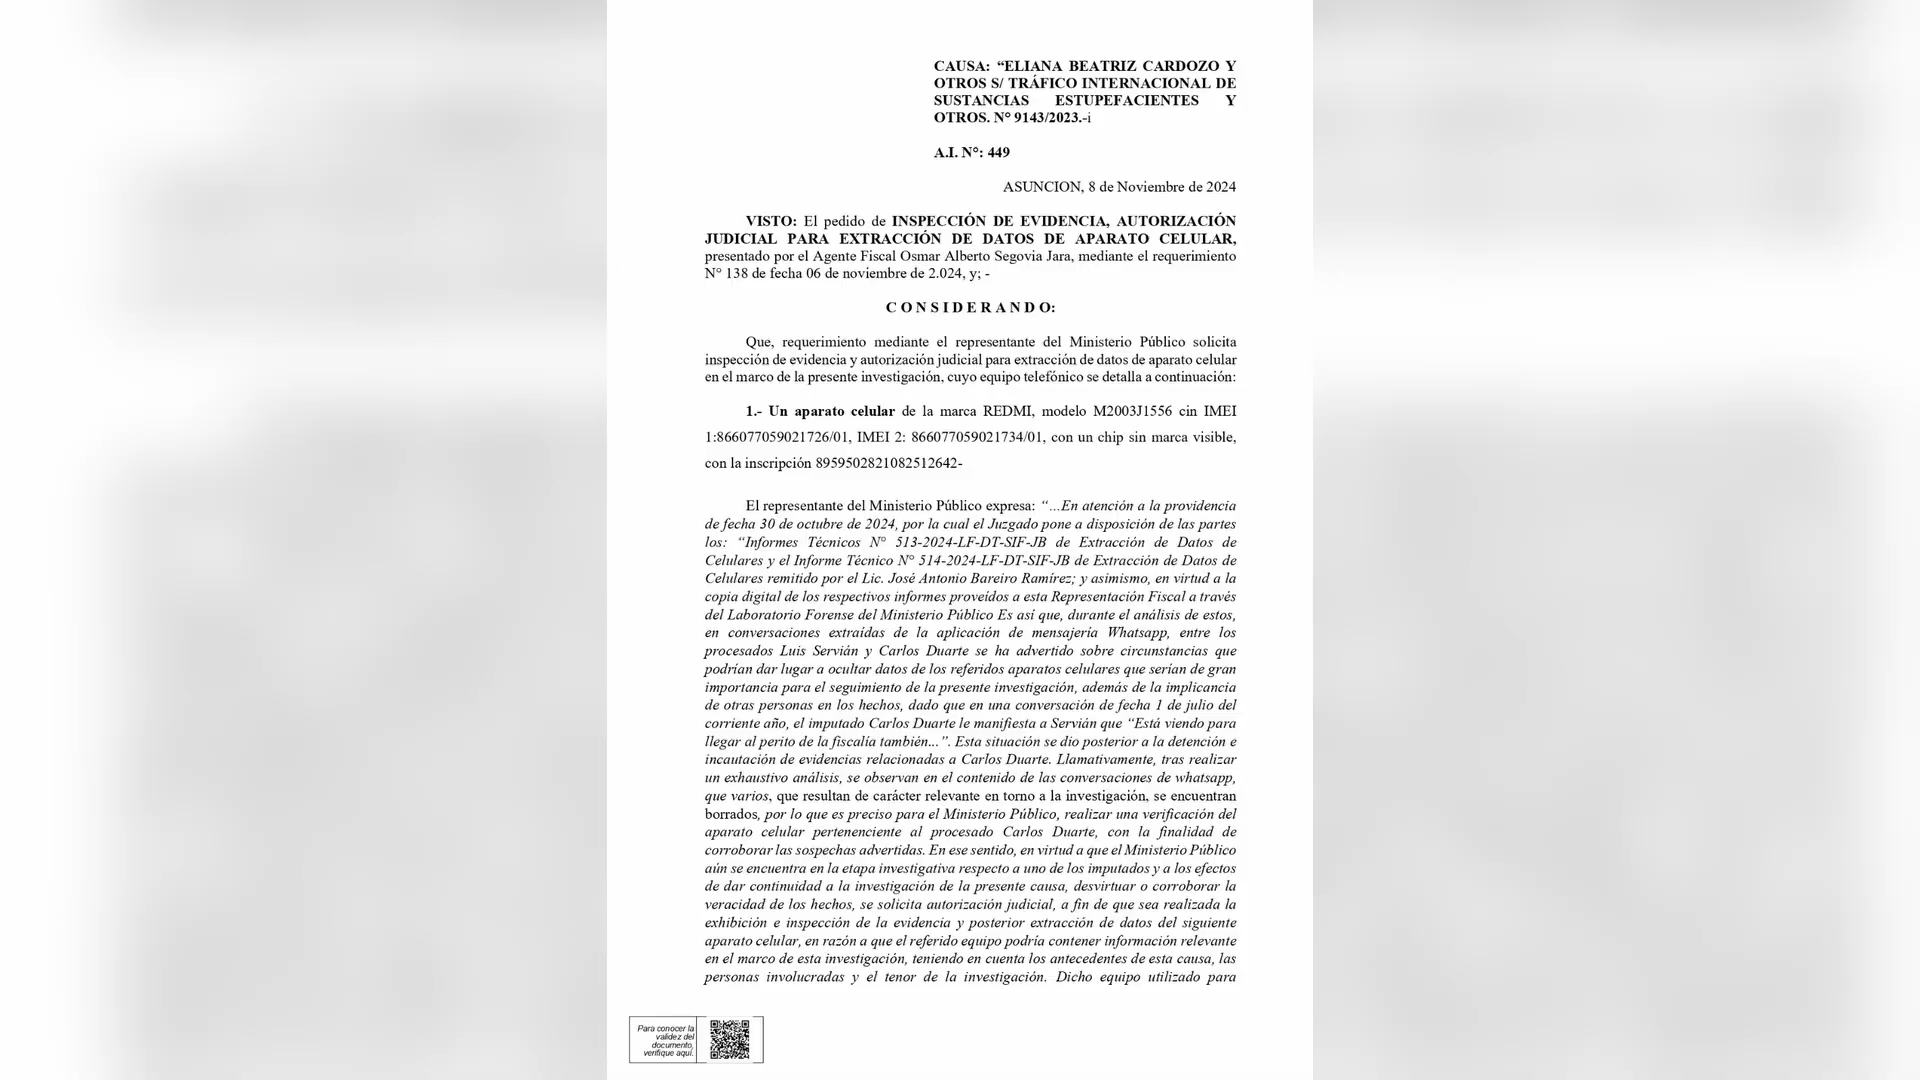 CAUSA: “ELIANA BEATRIZ CARDOZO Y
OTROS S/ TRÁFICO INTERNACIONAL DE
SUSTANCIAS ESTUPEFACIENTES Y
OTROS. N° 9143/2023.-i
A.I. N°: 449
ASUNCION, 8 de Noviembre de 2024
VISTO: El pedido de INSPECCIÓN DE EVIDENCIA, AUTORIZACIÓN
JUDICIAL PARA EXTRACCIÓN DE DATOS DE APARATO CELULAR,
presentado por el Agente Fiscal Osmar Alberto Segovia Jara, mediante el requerimiento
N° 138 de fecha 06 de noviembre de 2.024, y; -
C O N S I D E R A N D O:
Que, requerimiento mediante el representante del Ministerio Público solicita
inspección de evidencia y autorización judicial para extracción de datos de aparato celular
en el marco de la presente investigación, cuyo equipo telefónico se detalla a continuación:
1.- Un aparato celular de la marca REDMI, modelo M2003J1556 cin IMEI
1:866077059021726/01, IMEI 2: 866077059021734/01, con un chip sin marca visible,
con la inscripción 8959502821082512642-
El representante del Ministerio Público expresa: “…En atención a la providencia
de fecha 30 de octubre de 2024, por la cual el Juzgado pone a disposición de las partes
los: “Informes Técnicos N° 513-2024-LF-DT-SIF-JB de Extracción de Datos de
Celulares y el Informe Técnico N° 514-2024-LF-DT-SIF-JB de Extracción de Datos de
Celulares remitido por el Lic. José Antonio Bareiro Ramírez; y asimismo, en virtud a la
copia digital de los respectivos informes proveídos a esta Representación Fiscal a través
del Laboratorio Forense del Ministerio Público Es así que, durante el análisis de estos,
en conversaciones extraídas de la aplicación de mensajería Whatsapp, entre los
procesados Luis Servián y Carlos Duarte se ha advertido sobre circunstancias que
podrían dar lugar a ocultar datos de los referidos aparatos celulares que serían de gran
importancia para el seguimiento de la presente investigación, además de la implicancia
de otras personas en los hechos, dado que en una conversación de fecha 1 de julio del
corriente año, el imputado Carlos Duarte le manifiesta a Servián que “Está viendo para
llegar al perito de la fiscalía también...”. Esta situación se dio posterior a la detención e
incautación de evidencias relacionadas a Carlos Duarte. Llamativamente, tras realizar
un exhaustivo análisis, se observan en el contenido de las conversaciones de whatsapp,
que varios, que resultan de carácter relevante en torno a la investigación, se encuentran
borrados, por lo que es preciso para el Ministerio Público, realizar una verificación del
aparato celular pertenenciente al procesado Carlos Duarte, con la finalidad de
corroborar las sospechas advertidas. En ese sentido, en virtud a que el Ministerio Público
aún se encuentra en la etapa investigativa respecto a uno de los imputados y a los efectos
de dar continuidad a la investigación de la presente causa, desvirtuar o corroborar la
veracidad de los hechos, se solicita autorización judicial, a fin de que sea realizada la
exhibición e inspección de la evidencia y posterior extracción de datos del siguiente
aparato celular, en razón a que el referido equipo podría contener información relevante
en el marco de esta investigación, teniendo en cuenta los antecedentes de esta causa, las
personas involucradas y el tenor de la investigación. Dicho equipo utilizado para
Para conocer la
validez del
documento,
verifique aquí.